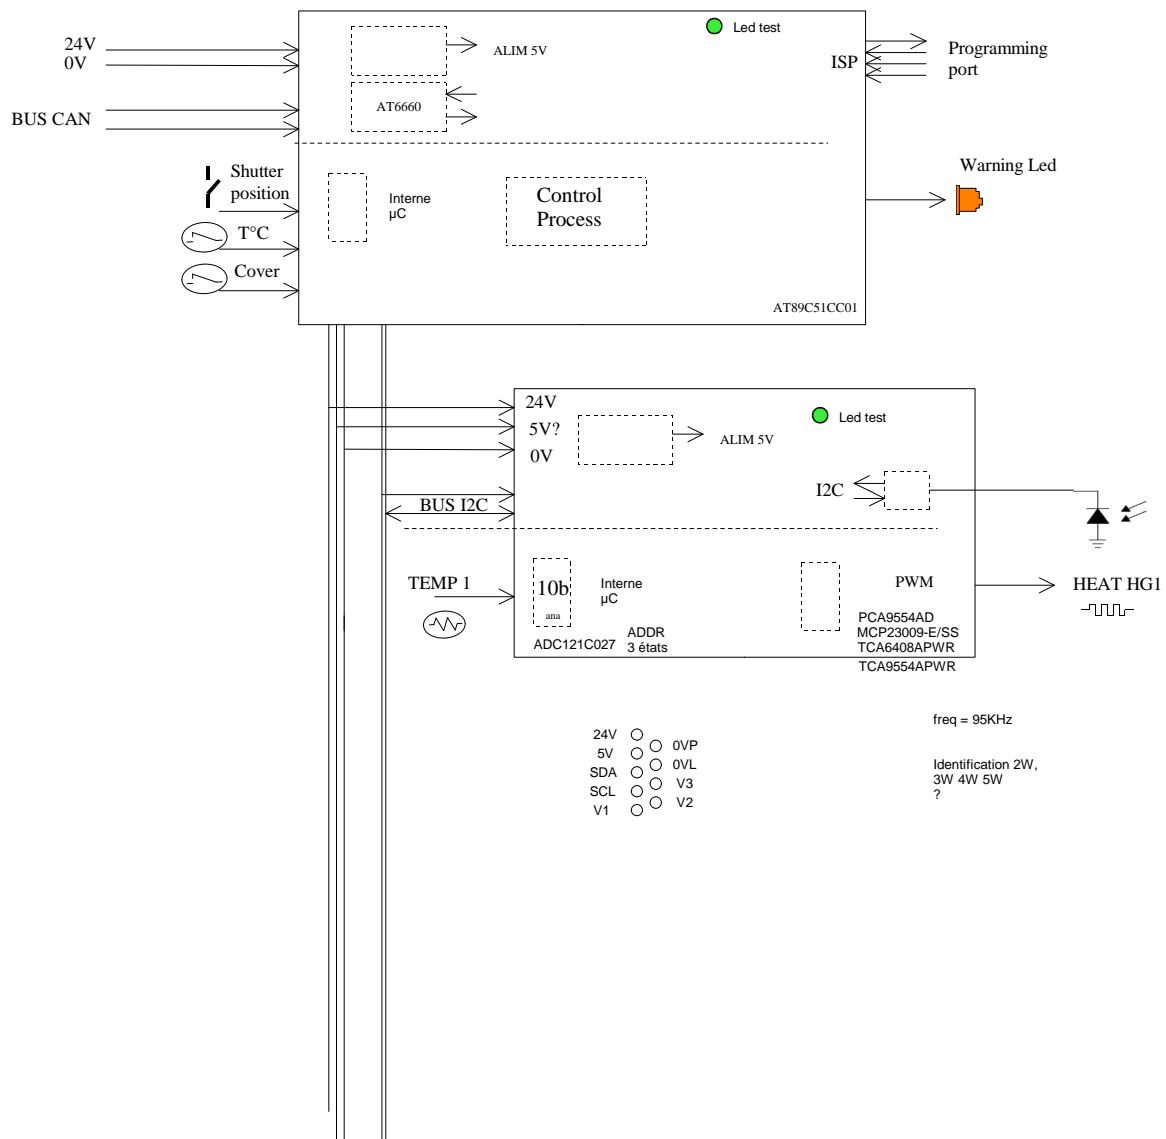 24V
0V
BUS CAN
ALIM 5V
Led test
AT6660
ISP
Programming
port
Shutter
position
T°C
Cover
Interne
µC
Control
Process
Warning Led
AT89C51CC01
24V
5V?
0V
ALIM 5V
Led test
BUS I2C
I2C
TEMP 1
10b
ana
Interne
µC
ADC121C027
ADDR
3 états
PWM
PCA9554AD
MCP23009-E/SS
TCA6408APWR
TCA9554APWR
HEAT HG1
24V
5V
SDA
SCL
V1
0VP
0VL
V3
V2
freq = 95KHz
Identification 2W,
3W 4W 5W
?